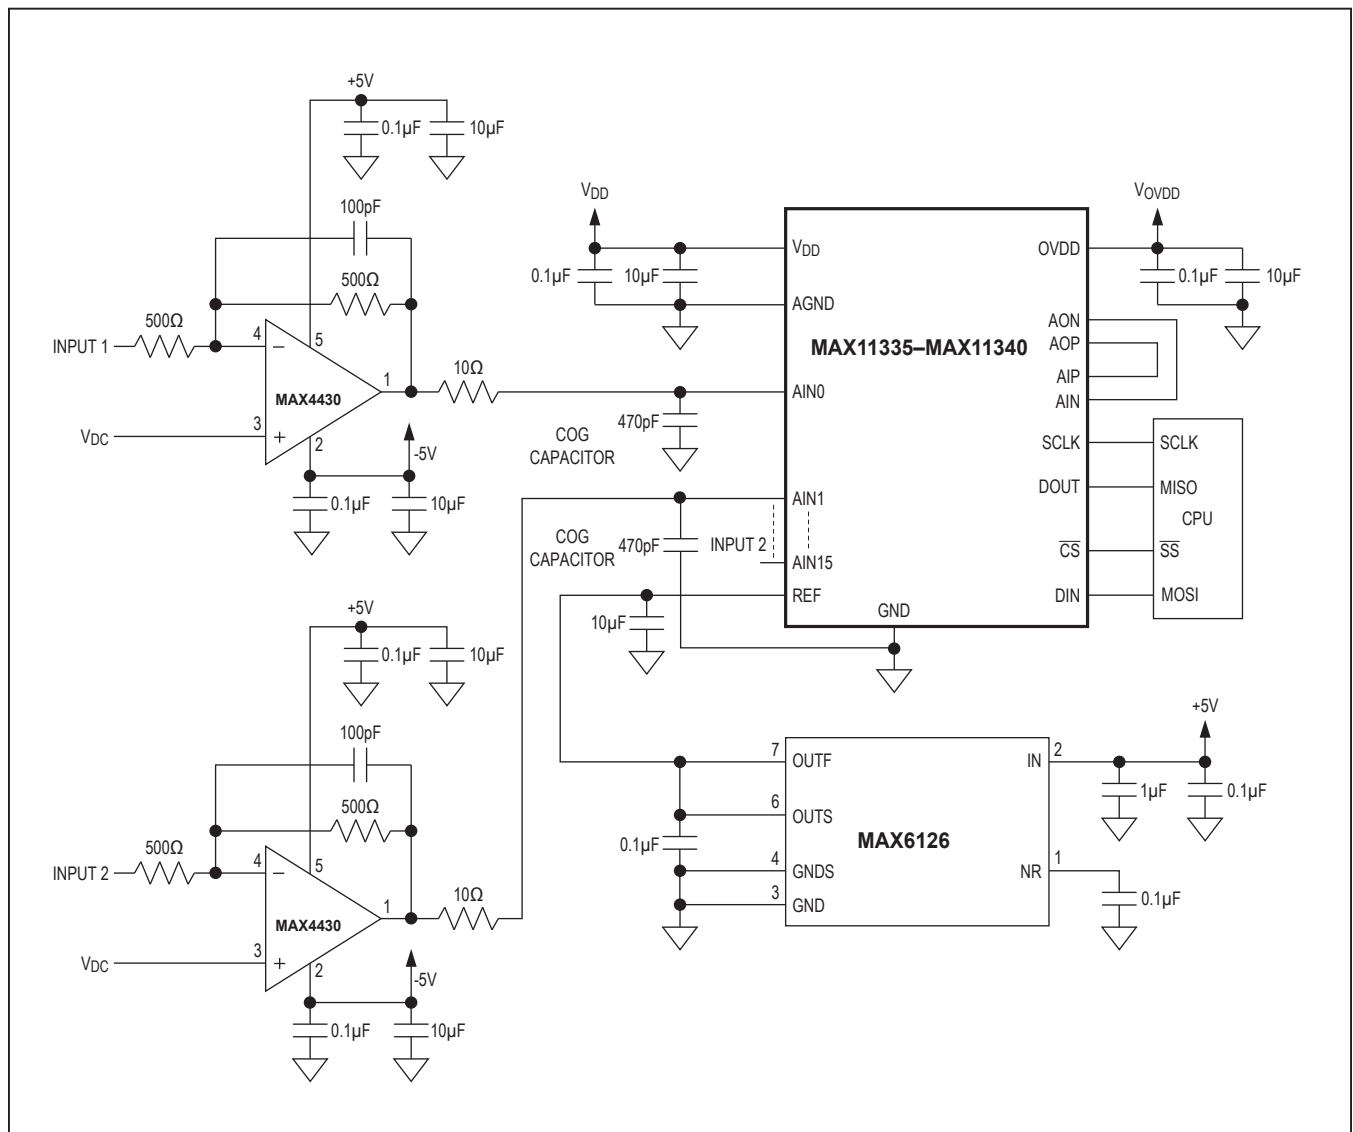 +5V
0.1µF
10µF
100pF
500Ω
500Ω
INPUT 1
4
5
−
MAX4430
1
10Ω
3
+
2
VDC
-5V
0.1µF
10µF
COG
CAPACITOR
470pF
VDD
0.1µF
10µF
VDD
AGND
MAX11335–MAX11340
AIN0
AIN1
AIN15
REF
GND
OVDD
AON
AOP
AIP
AIN
SCLK
DOUT
CS
DIN
VOVDD
0.1µF
10µF
SCLK
MISO
CPU
SS
MOSI
COG
CAPACITOR
470pF
INPUT 2
10µF
+5V
0.1µF
10µF
100pF
500Ω
500Ω
INPUT 2
4
5
−
MAX4430
1
10Ω
3
+
2
VDC
-5V
0.1µF
10µF
7
OUTF
6
OUTS
0.1µF
4
GNDS
3
GND
MAX6126
IN
2
NR
1
+5V
1µF
0.1µF
0.1µF